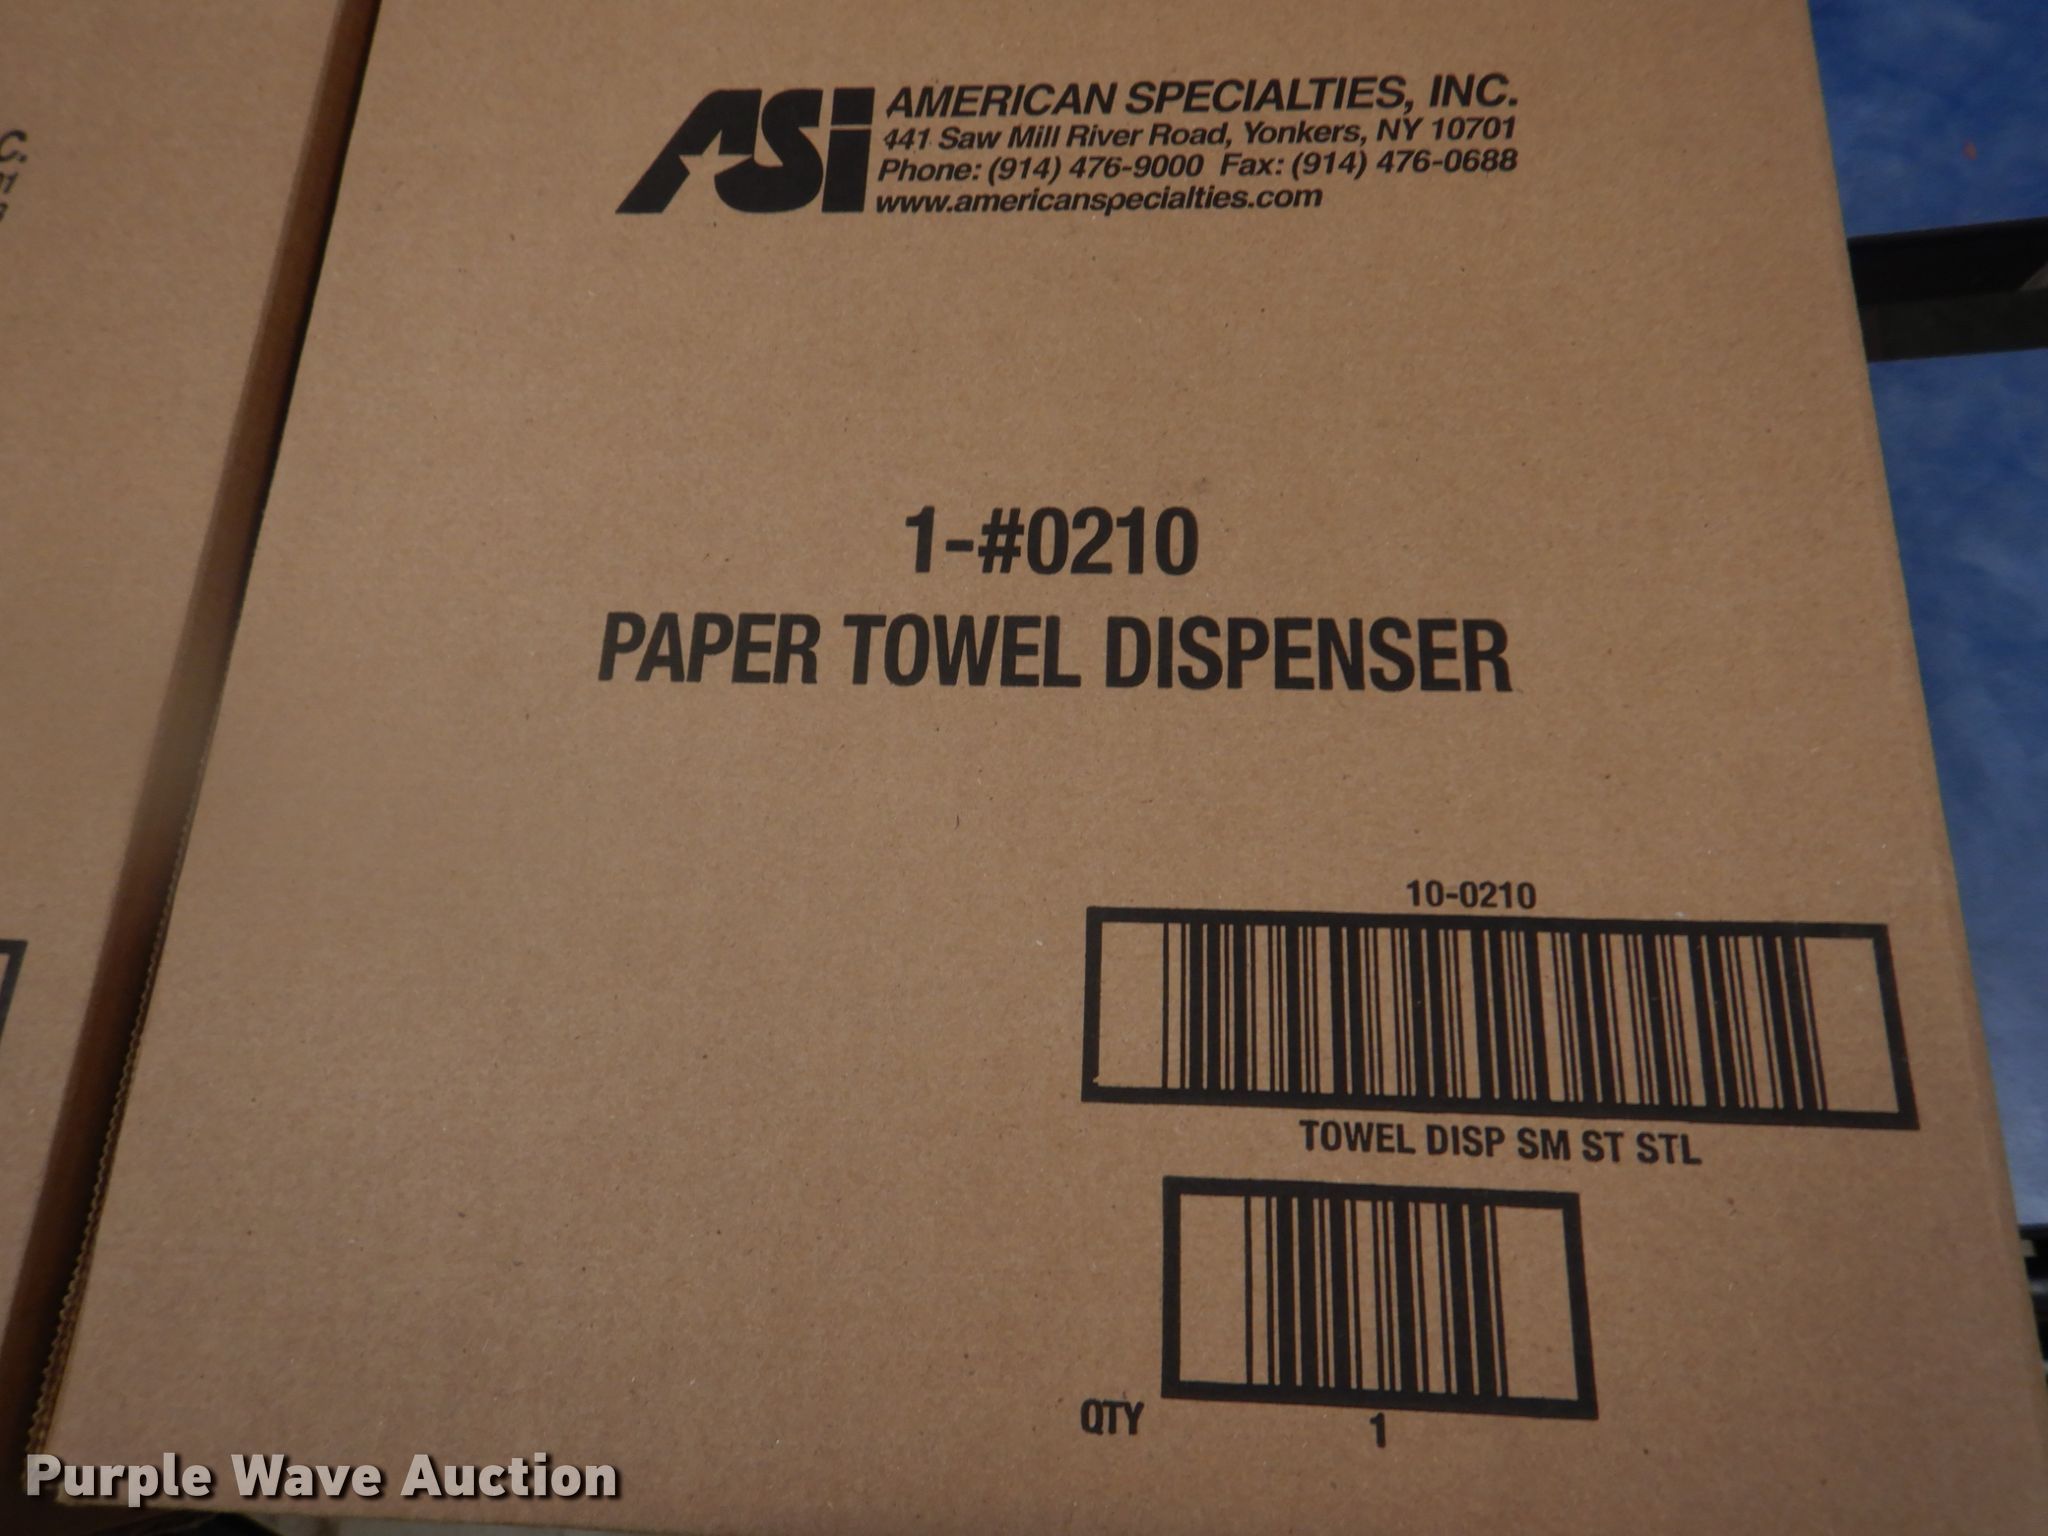 ASI
AMERICAN SPECIALTIES, INC.
441 Saw Mill River Road, Yonkers, NY 10701
Phone: (914) 476-9000 Fax: (914) 476-0688
www.americanspecialties.com
1-#0210
PAPER TOWEL DISPENSER
10-0210
TOWEL DISP SM ST STL
QTY 1
Purple Wave Auction